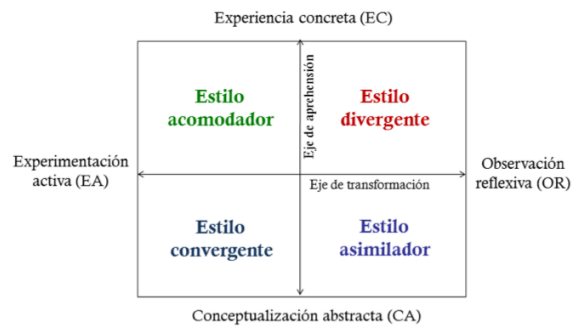 Experiencia concreta (EC)
Eje de aprehensión
Estilo
acomodador
Estilo
divergente
Experimentación
activa (EA)
Observación
reflexiva (OR)
Eje de transformación
Estilo
convergente
Estilo
asimilador
Conceptualización abstracta (CA)